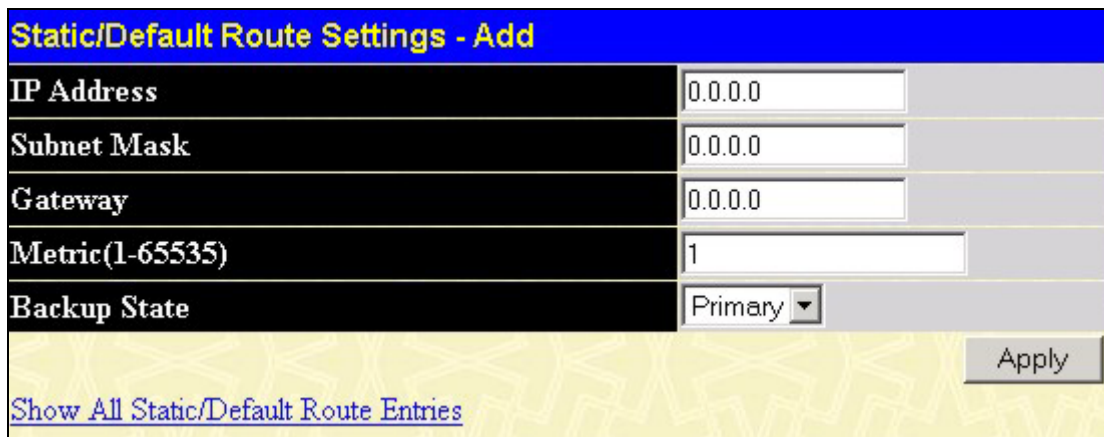 Static/Default Route Settings - Add
IP Address 0.0.0.0
Subnet Mask 0.0.0.0
Gateway 0.0.0.0
Metric(1-65535) 1
Backup State Primary
Apply
Show All Static/Default Route Entries